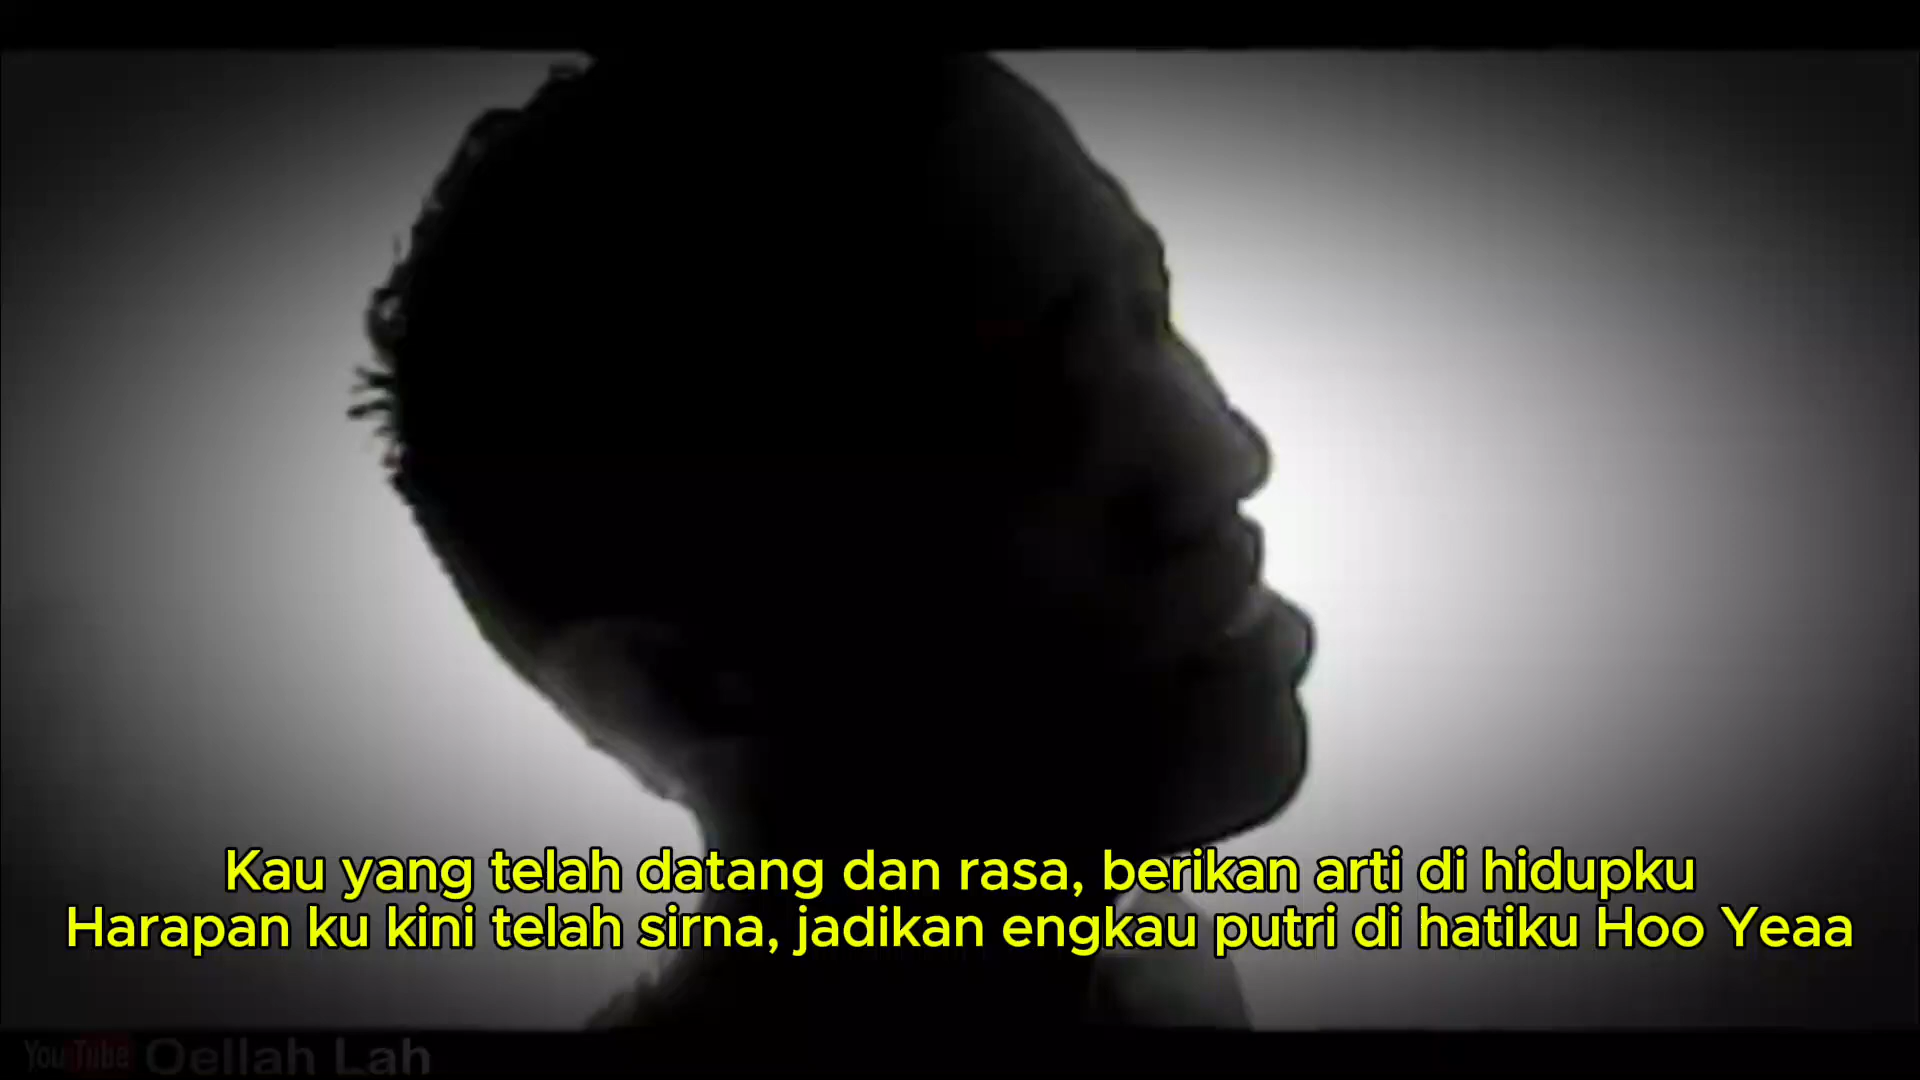 Kau yang telah datang dan rasa, berikan arti di hidupku
Harapan ku kini telah sirna, jadikan engkau putri di hatiku Hoo Yeaa
YouTube Oellah Lah